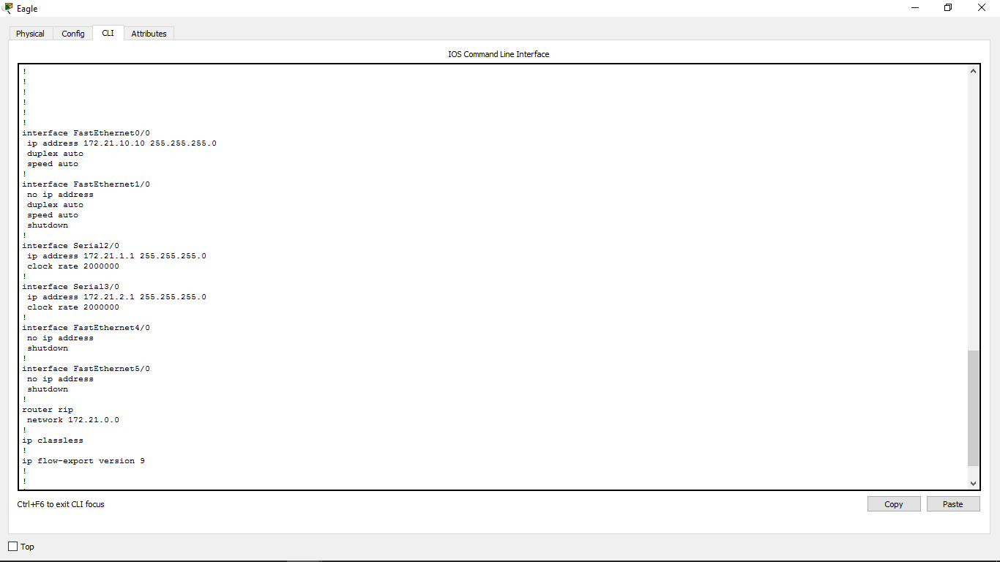 Eagle
Physical Config CLI Attributes
IOS Command Line Interface
!
!
!
!
!
!
interface FastEthernet0/0
 ip address 172.21.10.10 255.255.255.0
 duplex auto
 speed auto
!
interface FastEthernet1/0
 no ip address
 duplex auto
 speed auto
 shutdown
!
interface Serial2/0
 ip address 172.21.1.1 255.255.255.0
 clock rate 2000000
!
interface Serial3/0
 ip address 172.21.2.1 255.255.255.0
 clock rate 2000000
!
interface FastEthernet4/0
 no ip address
 shutdown
!
interface FastEthernet5/0
 no ip address
 shutdown
!
router rip
 network 172.21.0.0
!
ip classless
!
ip flow-export version 9
!
!
Ctrl+F6 to exit CLI focus
Copy Paste
Top